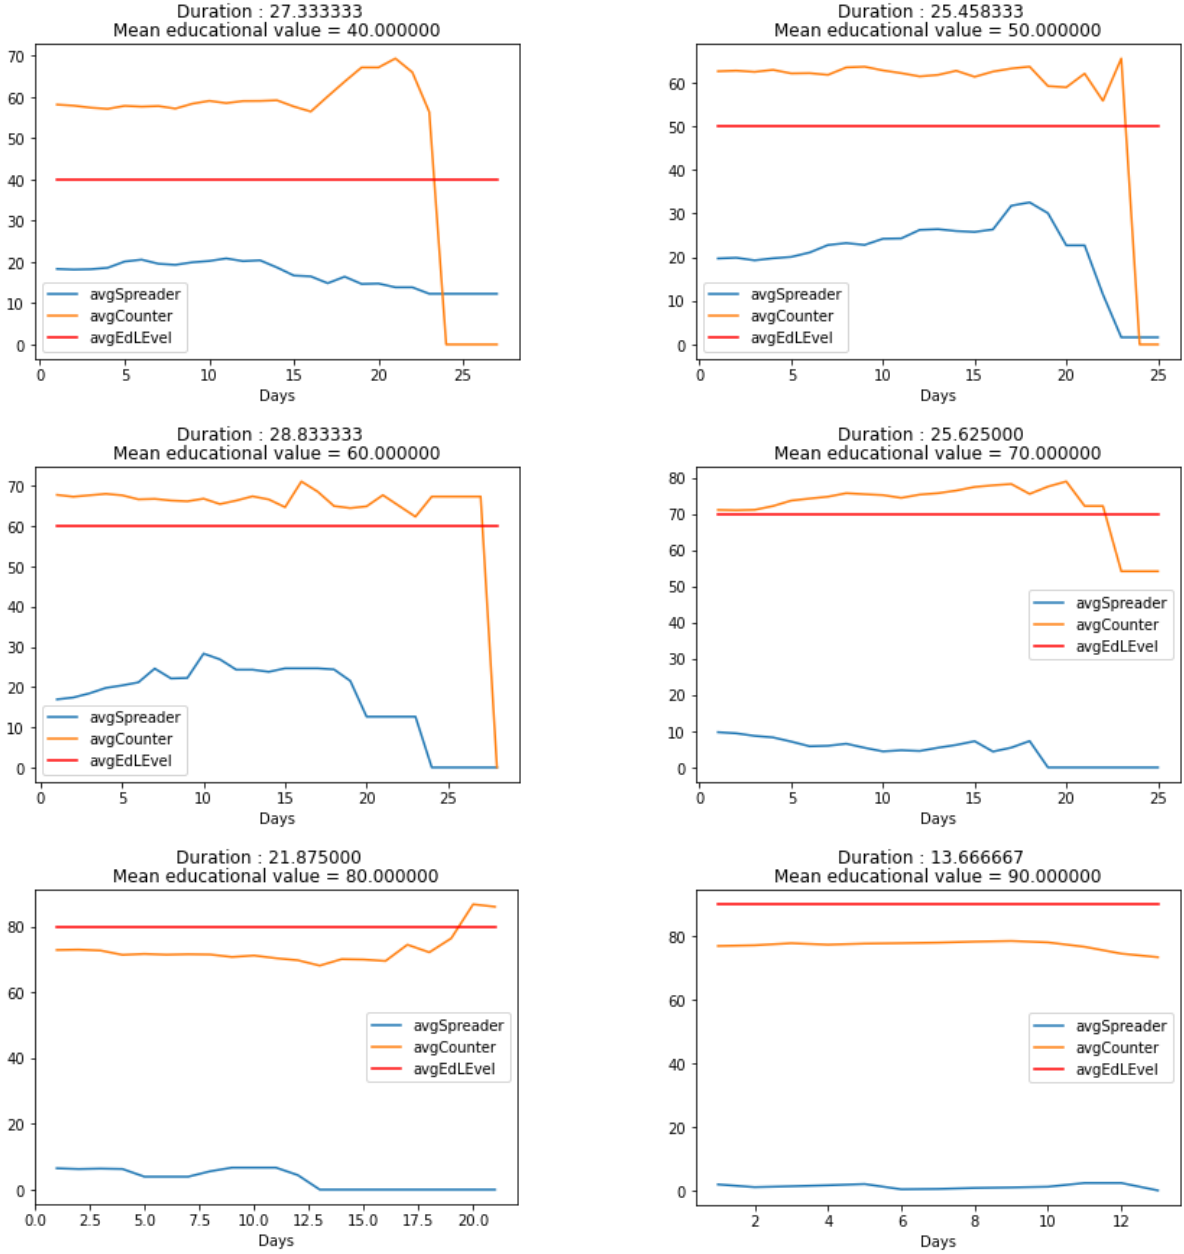 Duration : 27.333333
Mean educational value = 40.000000
70
60
50
40
30
20
10
0
avgSpreader
avgCounter
avgEdLEvel
0 5 10 15 20 25
Days
Duration : 25.458333
Mean educational value = 50.000000
60
50
40
30
20
10
0
avgSpreader
avgCounter
avgEdLEvel
0 5 10 15 20 25
Days
Duration : 28.833333
Mean educational value = 60.000000
70
60
50
40
30
20
10
0
avgSpreader
avgCounter
avgEdLEvel
0 5 10 15 20 25
Days
Duration : 25.625000
Mean educational value = 70.000000
80
70
60
50
40
30
20
10
0
avgSpreader
avgCounter
avgEdLEvel
0 5 10 15 20 25
Days
Duration : 21.875000
Mean educational value = 80.000000
80
60
40
20
0
avgSpreader
avgCounter
avgEdLEvel
0.0 2.5 5.0 7.5 10.0 12.5 15.0 17.5 20.0
Days
Duration : 13.666667
Mean educational value = 90.000000
80
60
40
20
0
avgSpreader
avgCounter
avgEdLEvel
2 4 6 8 10 12
Days